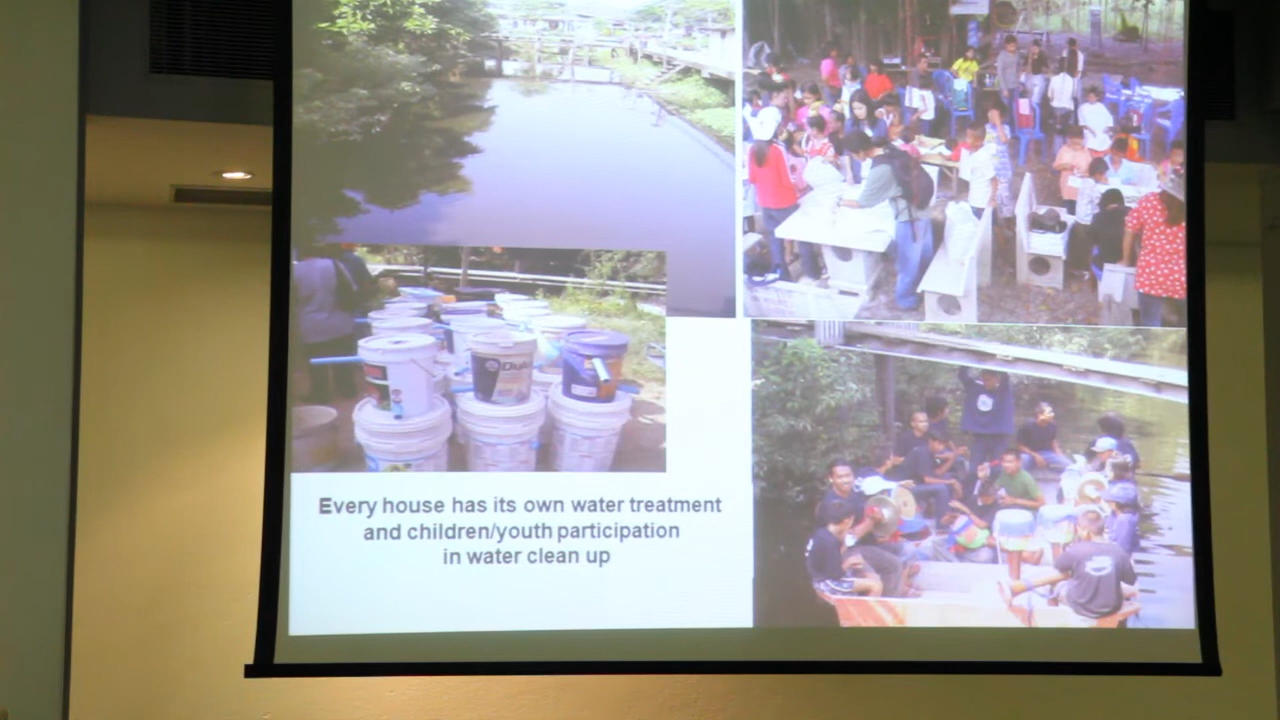 Every house has its own water treatment
and children/youth participation
in water clean up